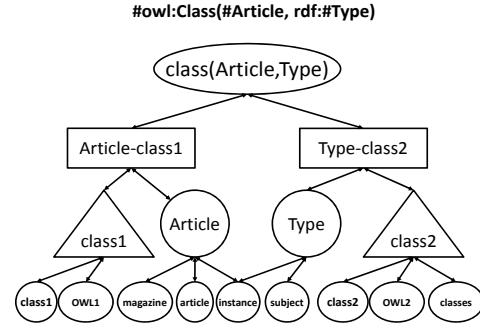 #owl:Class(#Article, rdf:#Type)
class(Article,Type)
Article-class1 Type-class2
class1 Article Type class2
class1 OWL1 magazine article instance subject class2 OWL2 classes